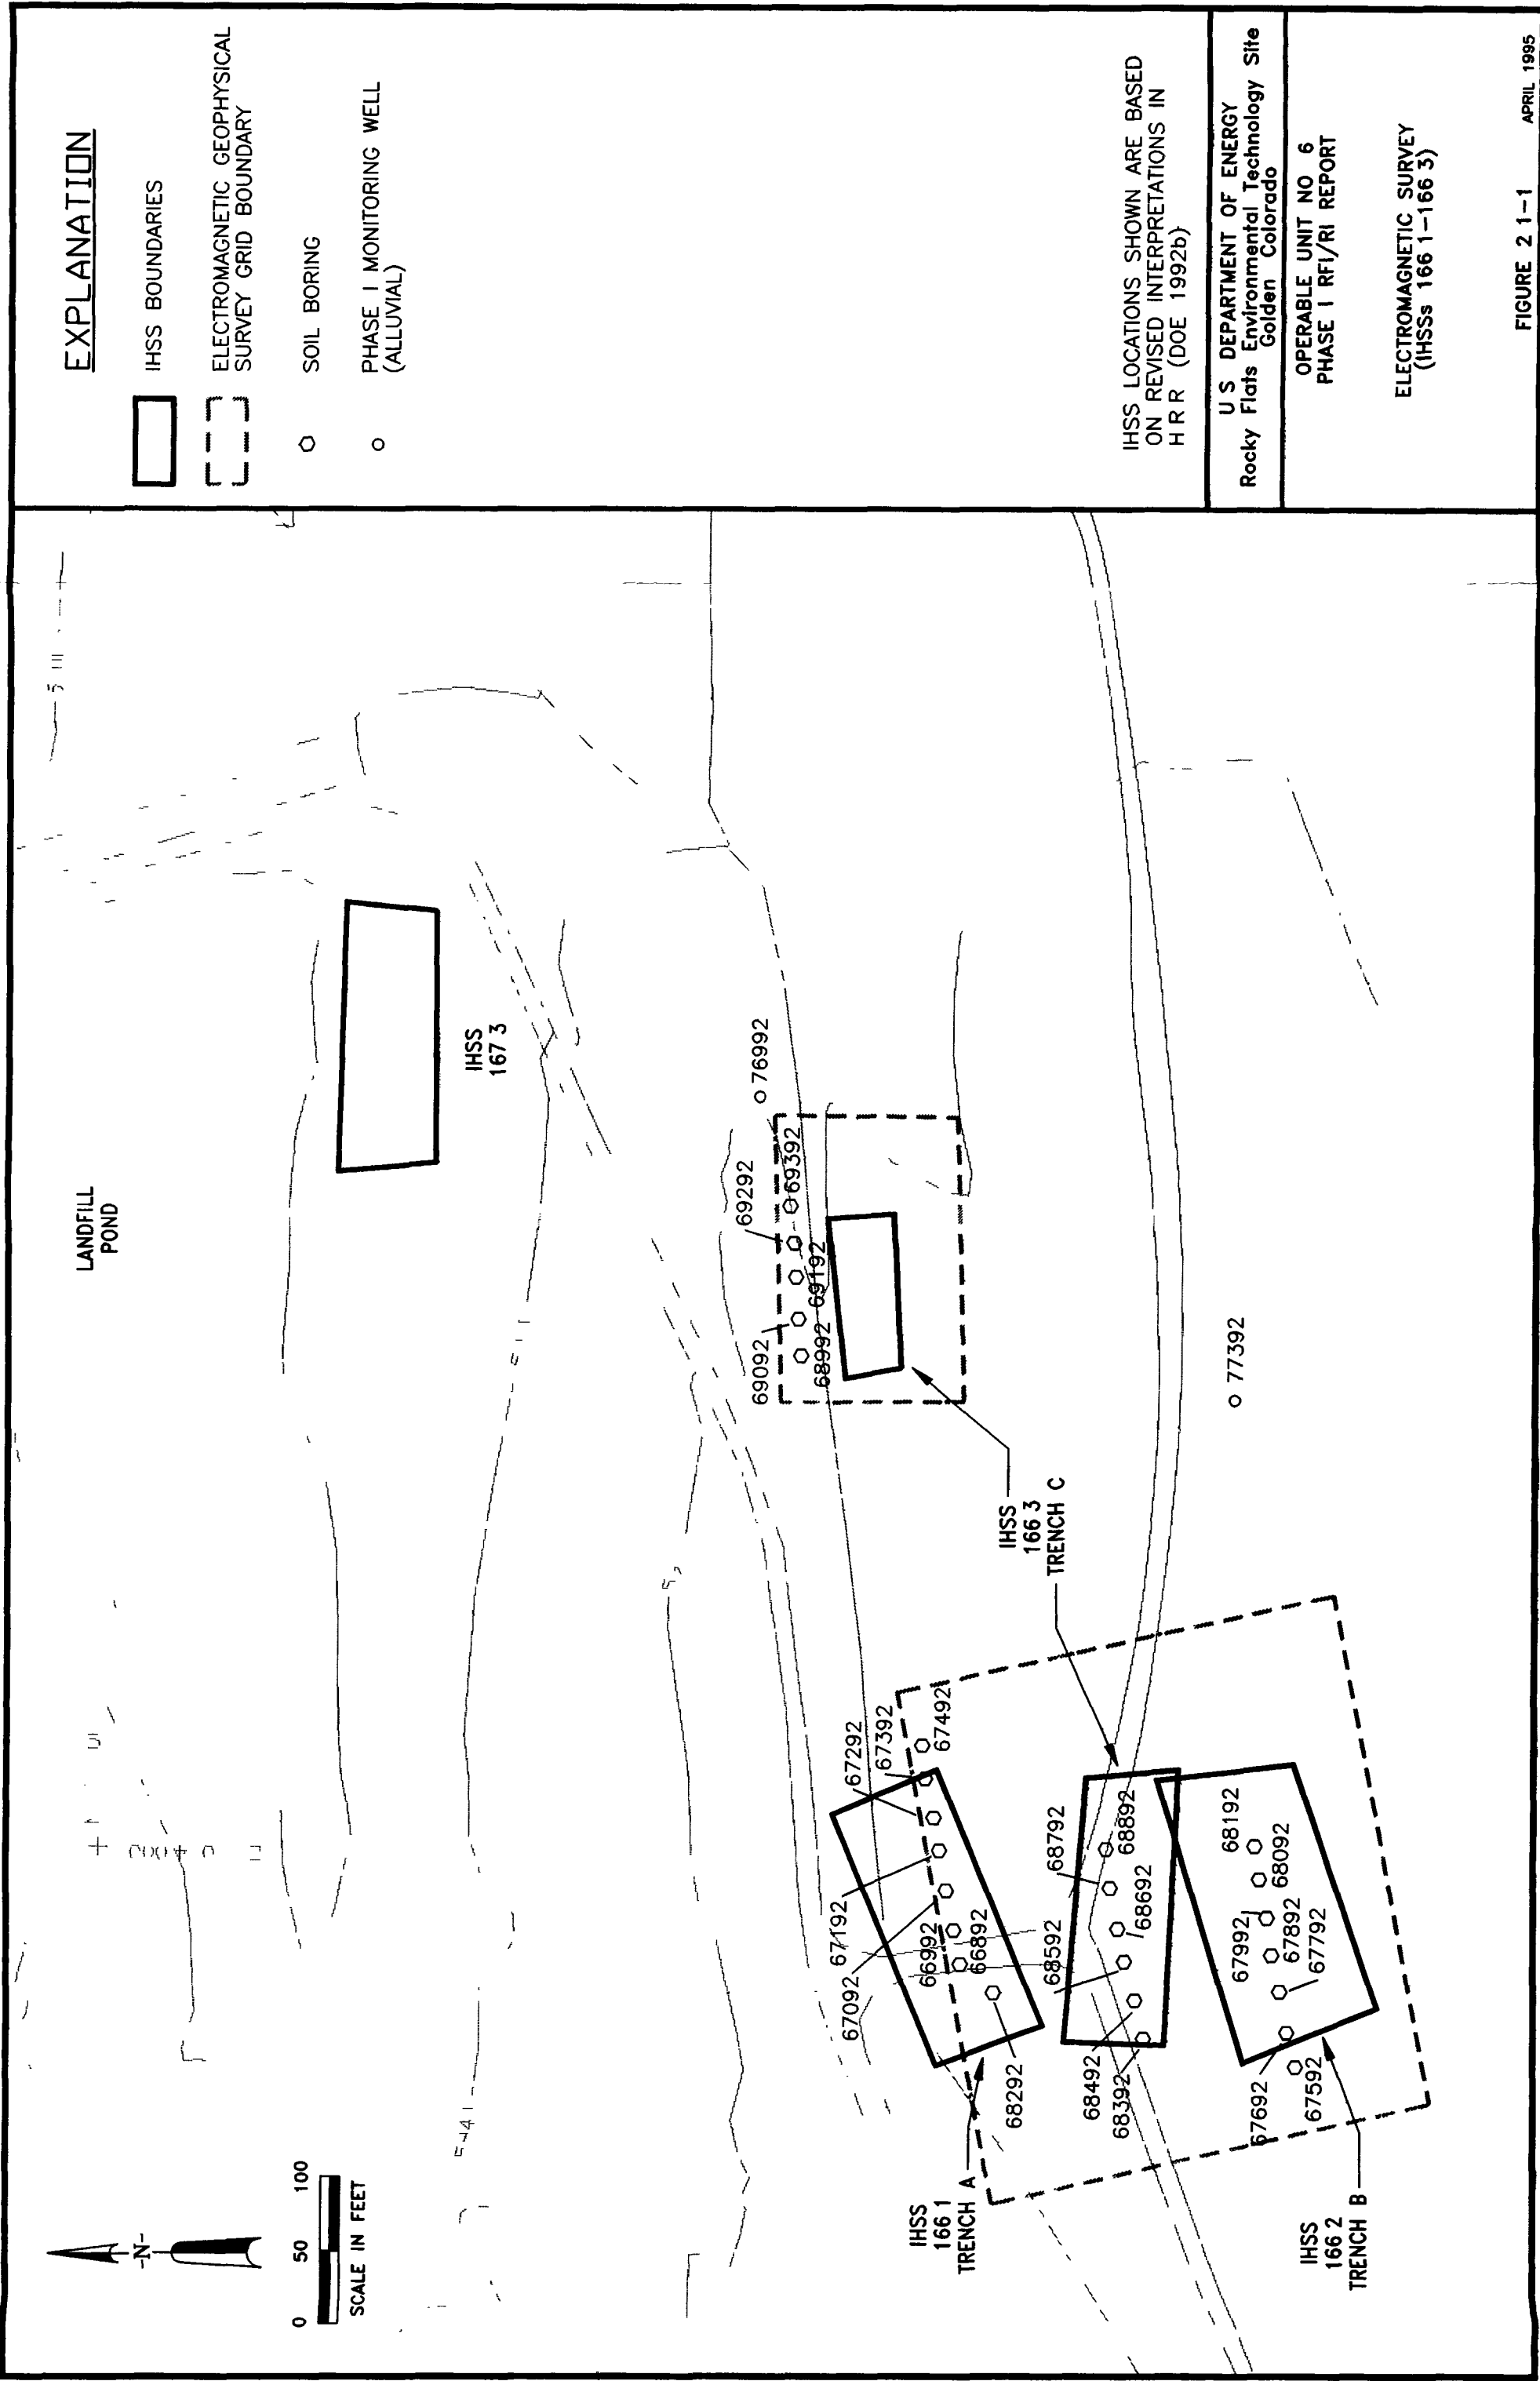 EXPLANATION
IHSS BOUNDARIES
ELECTROMAGNETIC GEOPHYSICAL
SURVEY GRID BOUNDARY
SOIL BORING
PHASE I MONITORING WELL
(ALLUVIAL)
IHSS LOCATIONS SHOWN ARE BASED
ON REVISED INTERPRETATIONS IN
H R R (DOE 1992b)
U S DEPARTMENT OF ENERGY
Rocky Flats Environmental Technology Site
Golden Colorado
OPERABLE UNIT NO 6
PHASE I RFI/RI REPORT
ELECTROMAGNETIC SURVEY
(IHSSs 166 1-166 3)
FIGURE 2 1-1 APRIL 1995
-N-
0 50 100
SCALE IN FEET
LANDFILL
POND
IHSS
167 3
76992
69292
69392
69092
69192
68992
77392
IHSS
166 3
TRENCH C
67292
67392
67492
67192
67092
66992
66892
68292
IHSS
166 1
TRENCH A
68792
68892
68592
68692
68492
68392
68192
68092
67992
67892
67792
67692
67592
IHSS
166 2
TRENCH B